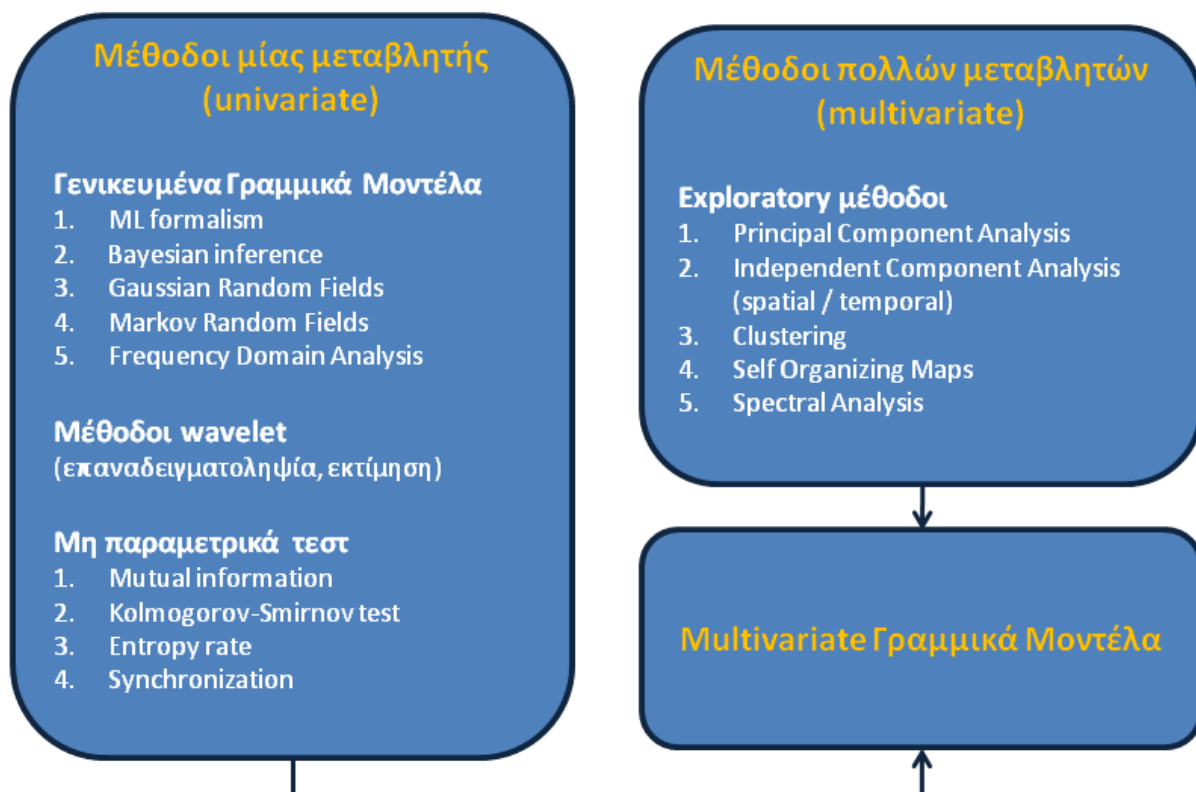 Μέθοδοι μίας μεταβλητής
(univariate)
Γενικευμένα Γραμμικά Μοντέλα
1. ML formalism
2. Bayesian inference
3. Gaussian Random Fields
4. Markov Random Fields
5. Frequency Domain Analysis
Μέθοδοι wavelet
(επαναδειγματοληψία, εκτίμηση)
Μη παραμετρικά τεστ
1. Mutual information
2. Kolmogorov-Smirnov test
3. Entropy rate
4. Synchronization
Μέθοδοι πολλών μεταβλητών
(multivariate)
Exploratory μέθοδοι
1. Principal Component Analysis
2. Independent Component Analysis
(spatial / temporal)
3. Clustering
4. Self Organizing Maps
5. Spectral Analysis
Multivariate Γραμμικά Μοντέλα